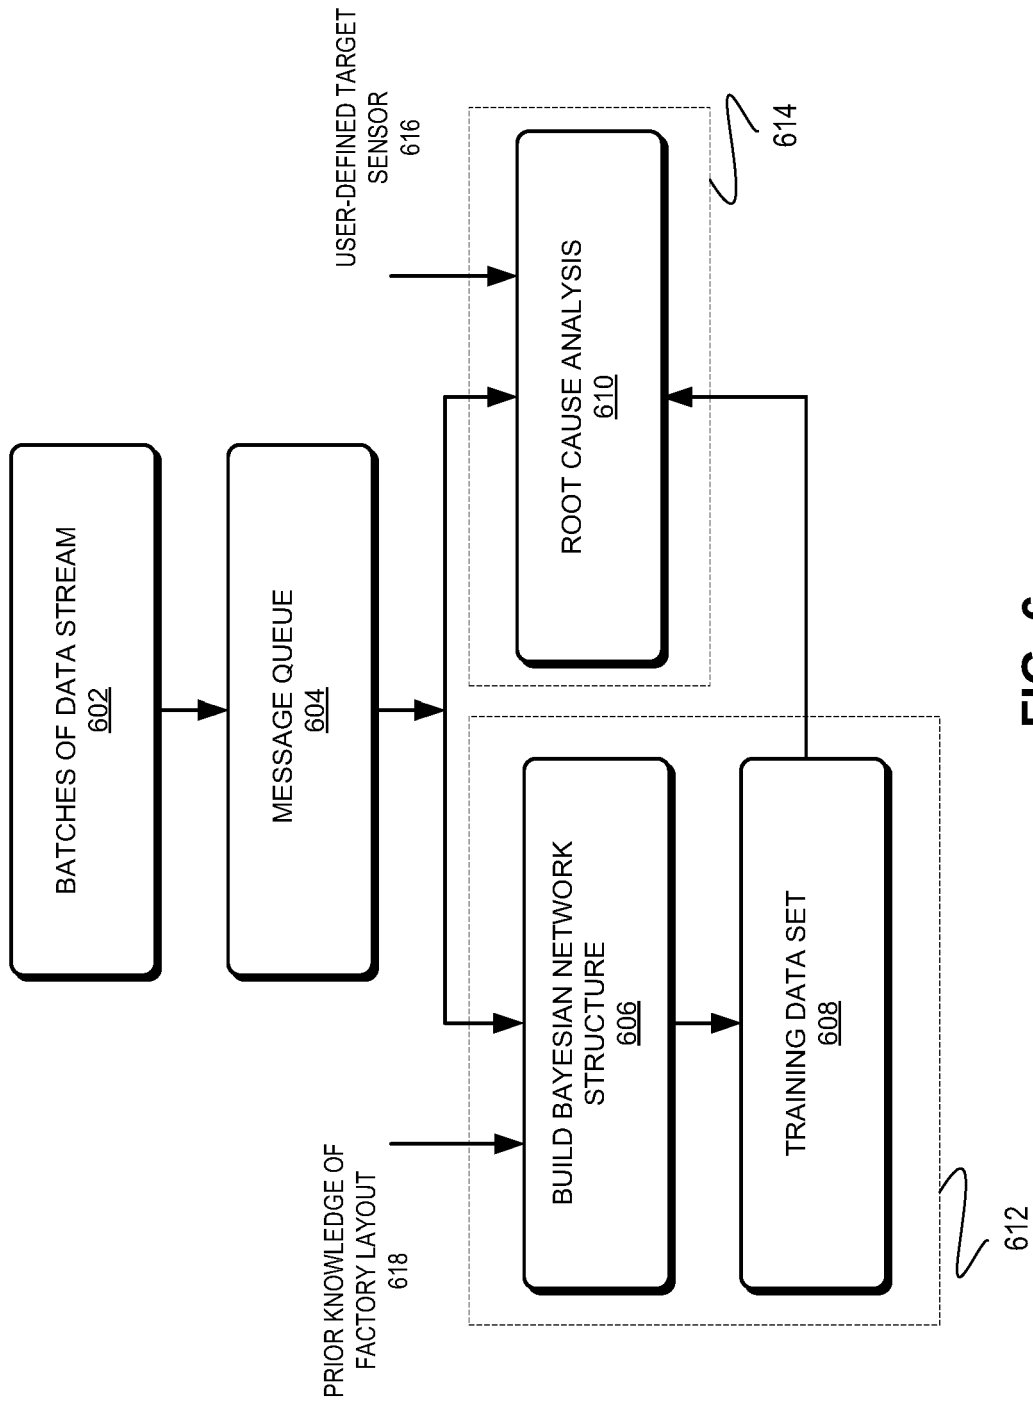 BATCHES OF DATA STREAM
602
MESSAGE QUEUE
604
PRIOR KNOWLEDGE OF
FACTORY LAYOUT
618
USER-DEFINED TARGET
SENSOR
616
BUILD BAYESIAN NETWORK
STRUCTURE
606
ROOT CAUSE ANALYSIS
610
TRAINING DATA SET
608
612
614
FIG.